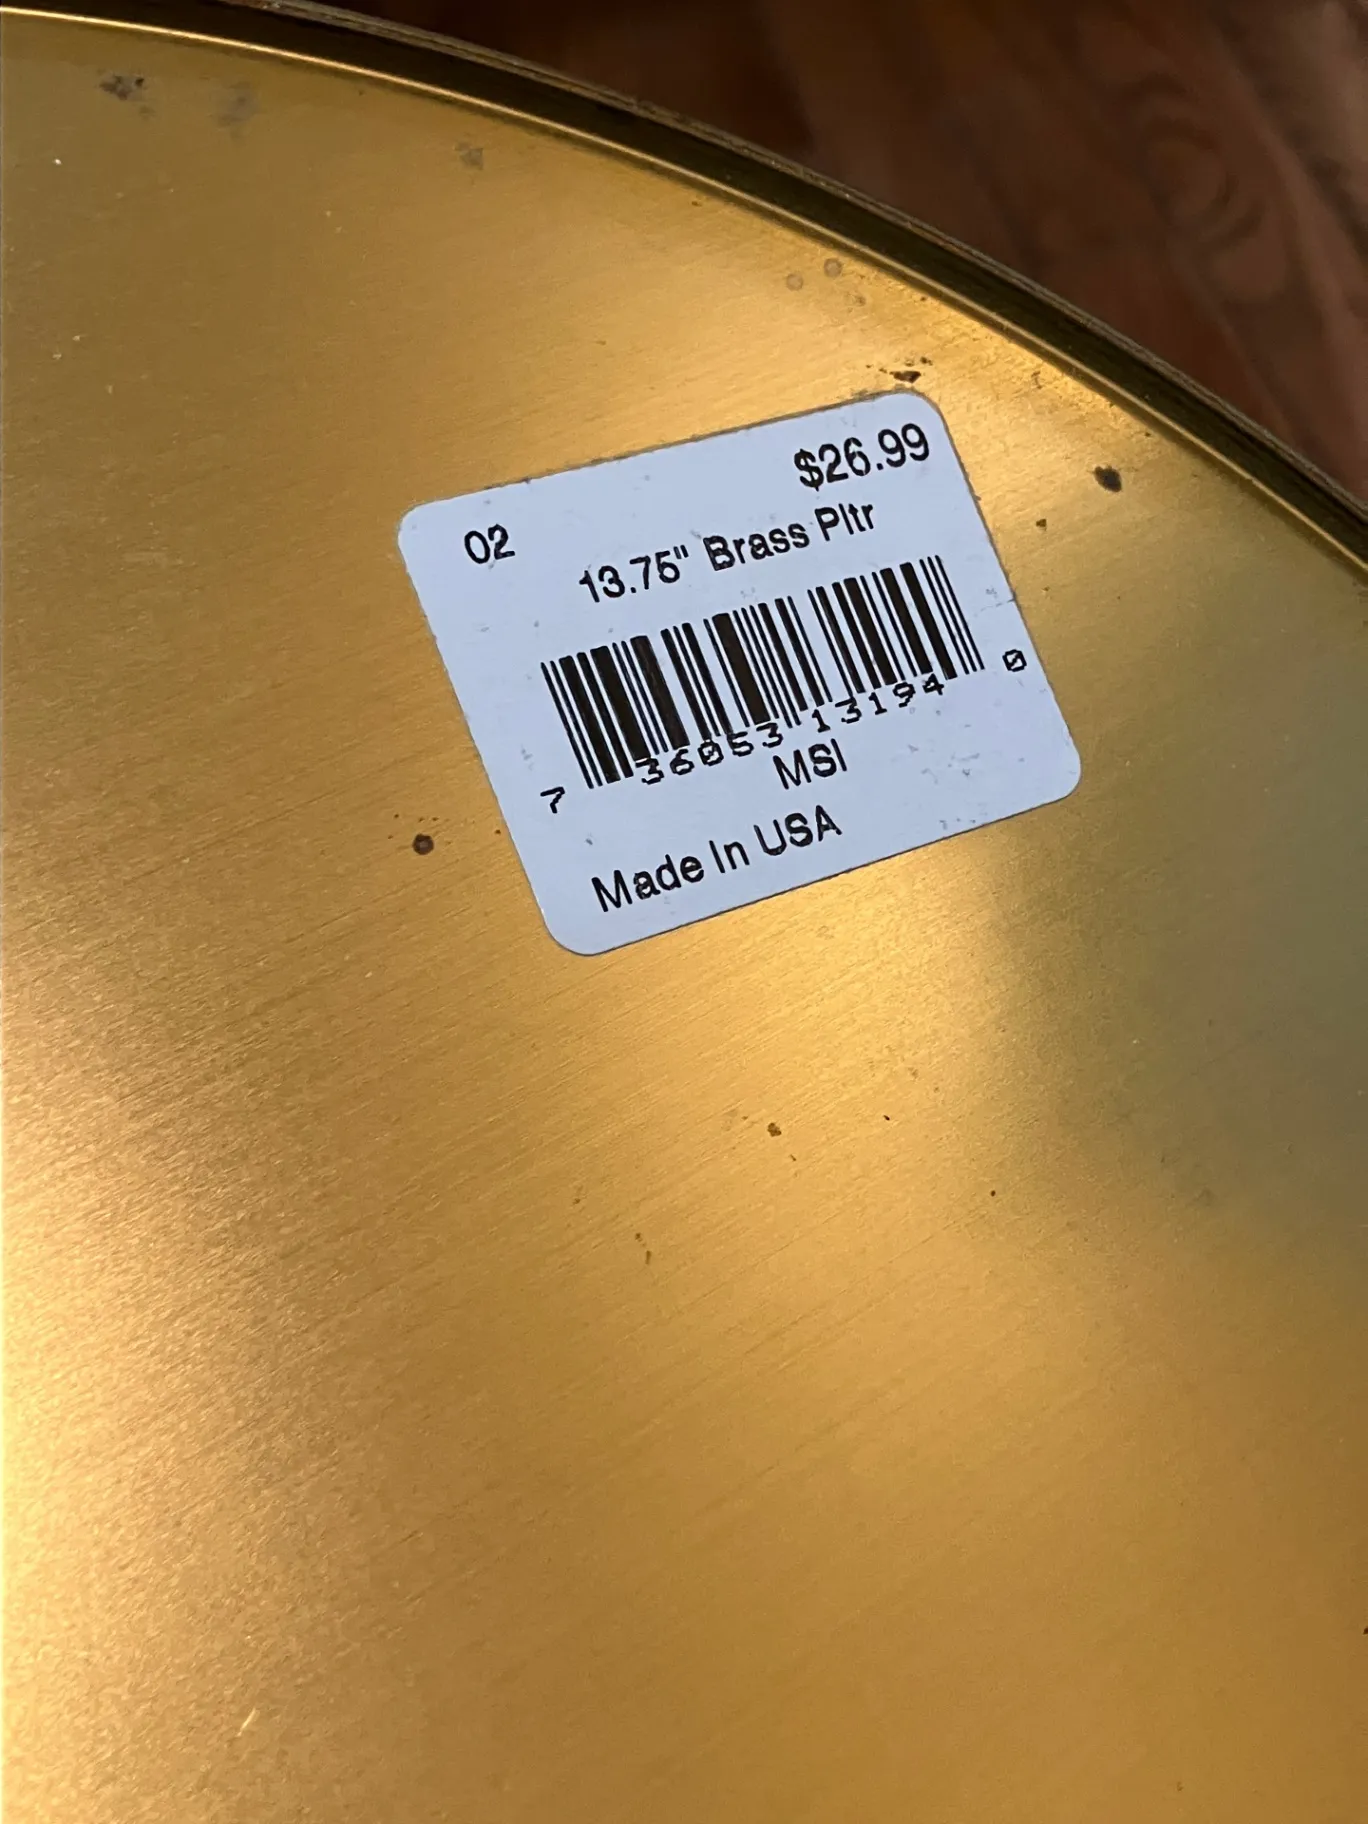 $26.99
02
13.75" Brass Pltr
7 36053 13194 0
MSI
Made In USA